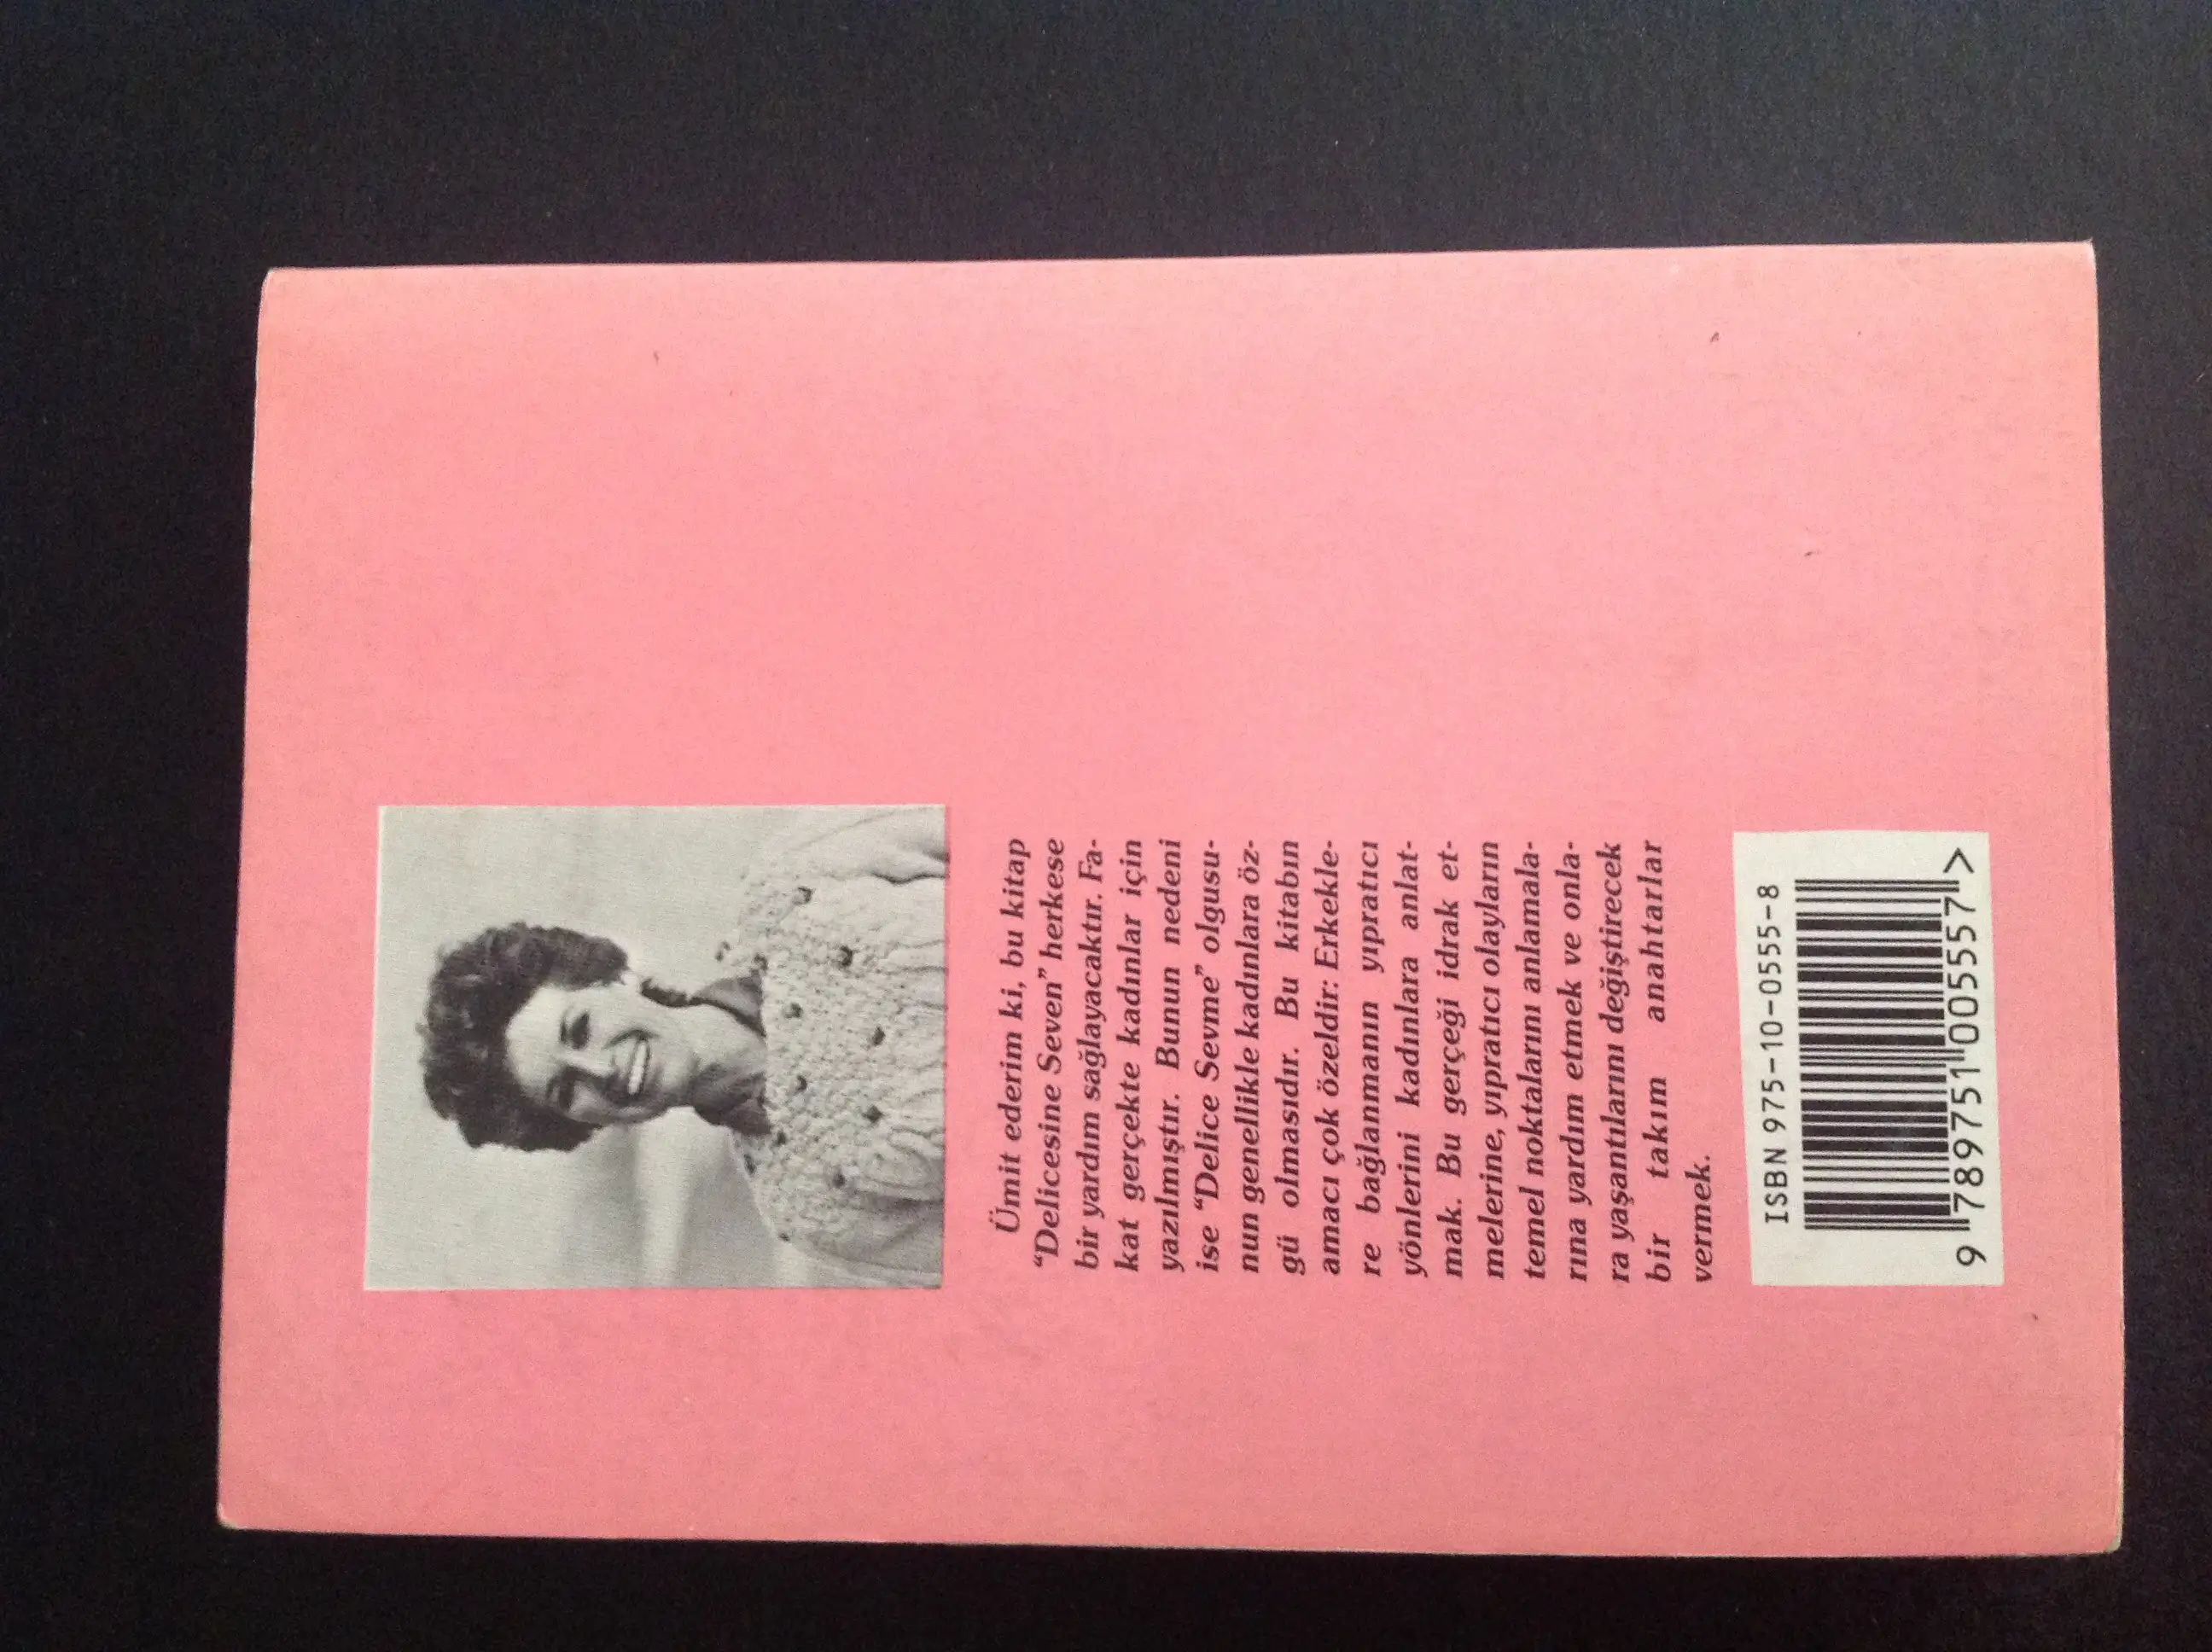 Ümit ederim ki, bu kitap
“Delicesine Seven” herkese
bir yardım sağlayacaktır. Fa-
kat gerçekte kadınlar için
yazılmıştır. Bunun nedeni
ise “Delice Sevme” olgusu-
nun genellikle kadınlara öz-
gü olmasıdır. Bu kitabın
amacı çok özeldir: Erkekle-
re bağlanmanın yıpratıcı
yönlerini kadınlara anlat-
mak. Bu gerçeği idrak et-
melerine, yıpratıcı olayların
temel noktalarını anlamala-
rına yardım etmek ve onla-
ra yaşantılarını değiştirecek
bir takım anahtarlar
vermek.
ISBN 975-10-0555-8
9 789751 005557 >